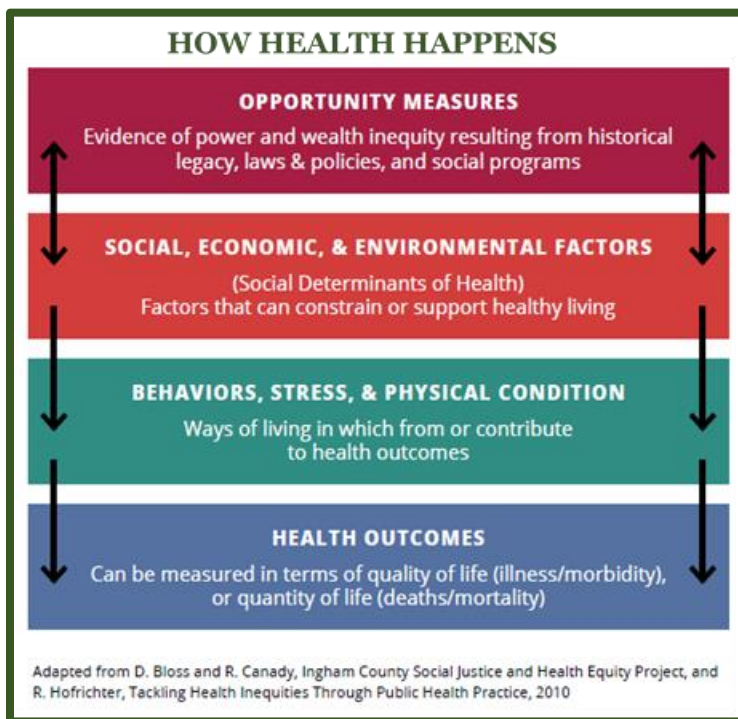 HOW HEALTH HAPPENS
OPPORTUNITY MEASURES
Evidence of power and wealth inequity resulting from historical
legacy, laws & policies, and social programs
SOCIAL, ECONOMIC, & ENVIRONMENTAL FACTORS
(Social Determinants of Health)
Factors that can constrain or support healthy living
BEHAVIORS, STRESS, & PHYSICAL CONDITION
Ways of living in which from or contribute
to health outcomes
HEALTH OUTCOMES
Can be measured in terms of quality of life (illness/morbidity),
or quantity of life (deaths/mortality)
Adapted from D. Bloss and R. Canady, Ingham County Social Justice and Health Equity Project, and
R. Hofrichter, Tackling Health Inequities Through Public Health Practice, 2010